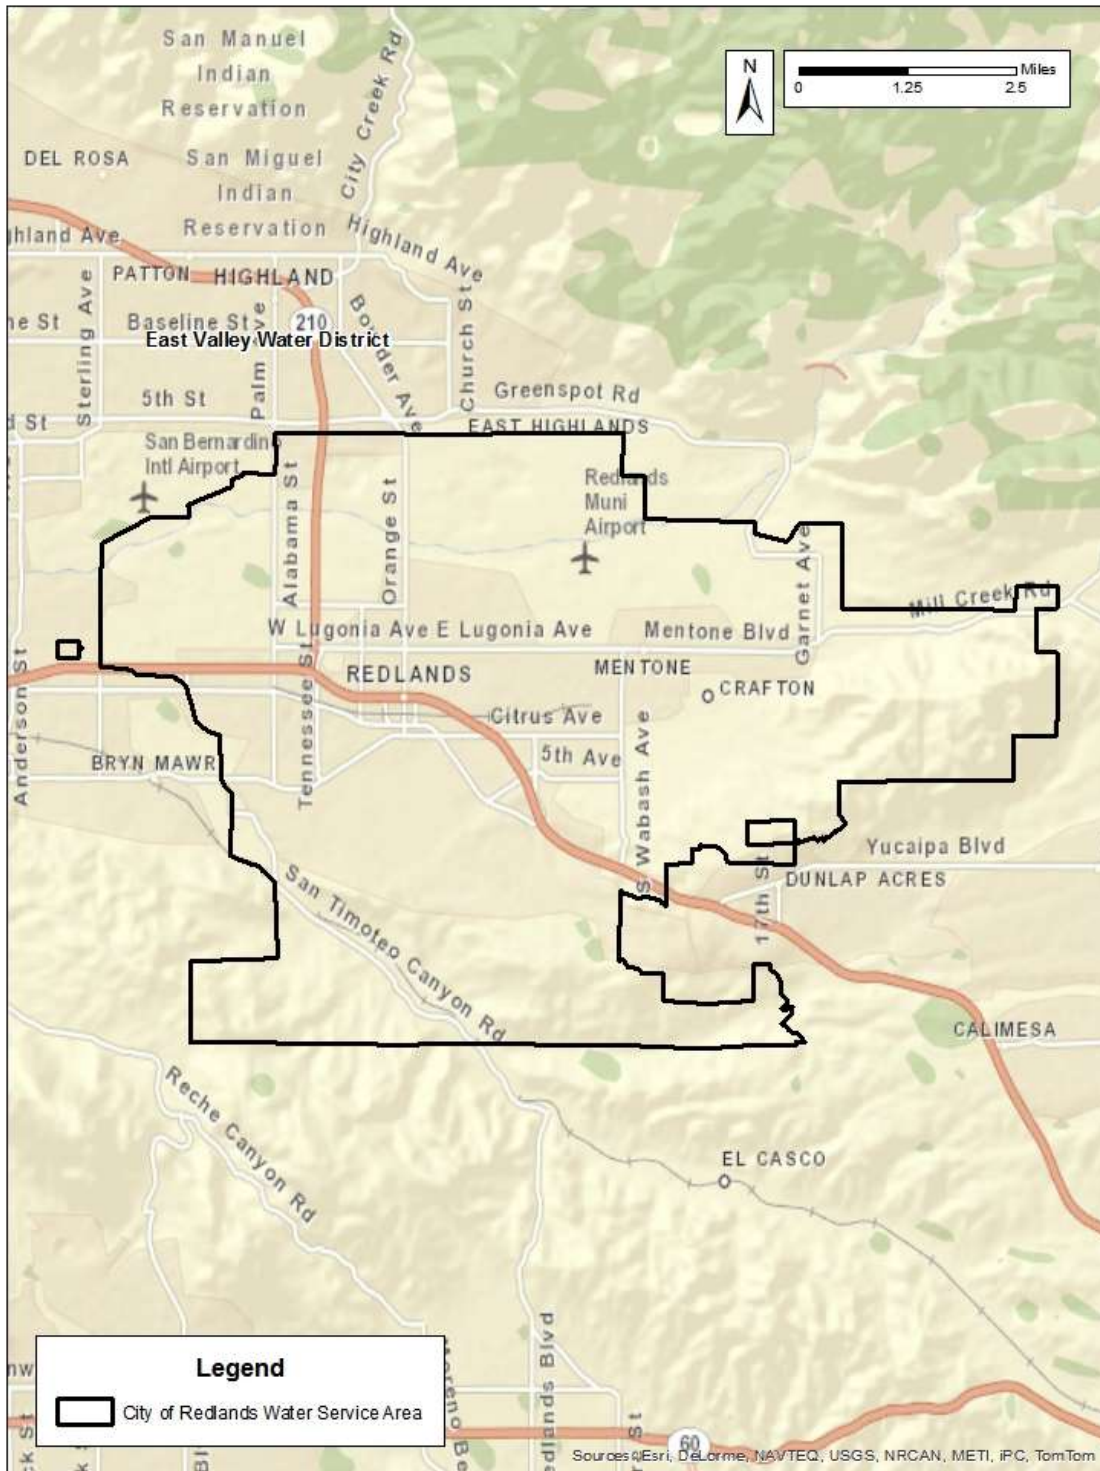 San Manuel
Indian
Reservation
City Creek Rd
N
Miles
0 1.25 2.5
DEL ROSA
San Miguel
Indian
Reservation
Highland Ave
ghland Ave
PATTON
HIGHLAND
Sterling Ave
ne St
Baseline St
210
East Valley Water District
Palm Ave
Church St
5th St
d St
Greenspot Rd
EAST HIGHLANDS
San Bernardino
Intl Airport
Alabama St
Orange St
Redlands
Muni
Airport
Garnet Ave
Mill Creek Rd
W Lugonia Ave
E Lugonia Ave
Mentone Blvd
MENTONE
REDLANDS
CRAFTON
Anderson St
Tennessee St
Citrus Ave
5th Ave
S Wabash Ave
BRYN MAWR
Yucaipa Blvd
DUNLAP ACRES
17th St
San Timoteo Canyon Rd
CALIMESA
Reche Canyon Rd
EL CASCO
Redlands Blvd
Legend
City of Redlands Water Service Area
60
Sources: Esri, DeLorme, NAVTEQ, USGS, NRCAN, METI, iPC, TomTom